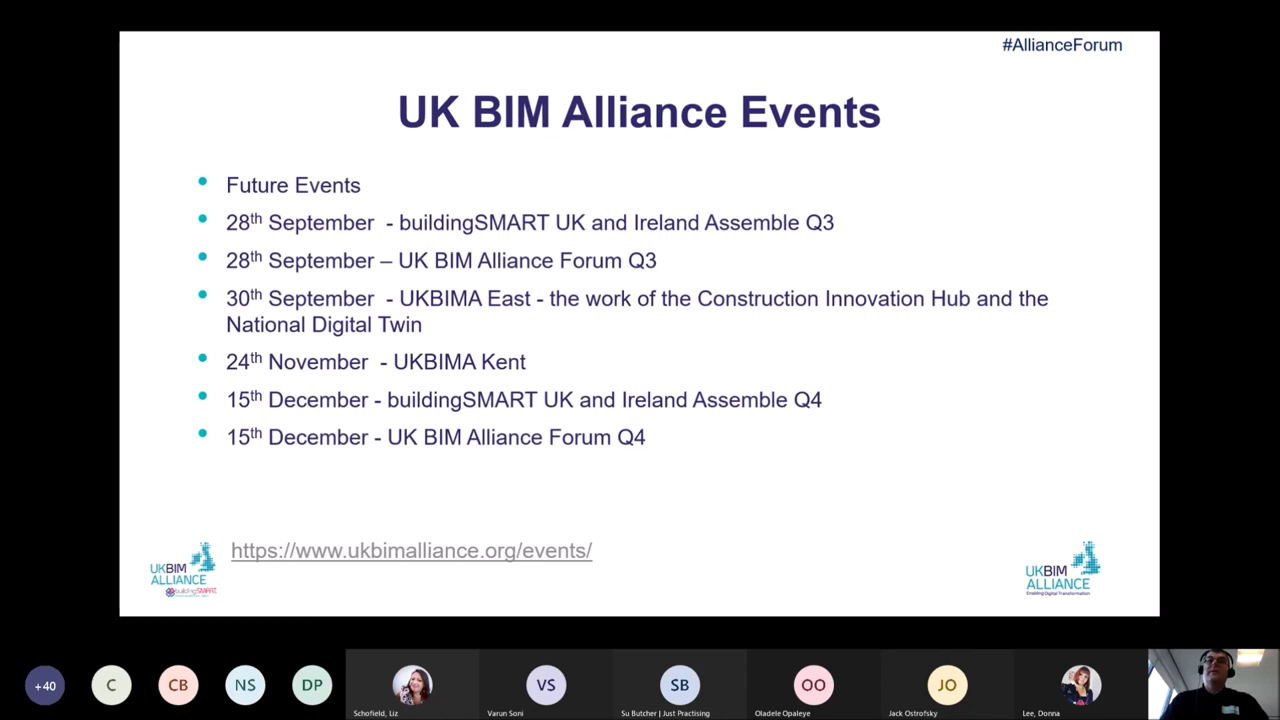 #AllianceForum
UK BIM Alliance Events
Future Events
28th September - buildingSMART UK and Ireland Assemble Q3
28th September – UK BIM Alliance Forum Q3
30th September - UKBIMA East - the work of the Construction Innovation Hub and the
National Digital Twin
24th November - UKBIMA Kent
15th December - buildingSMART UK and Ireland Assemble Q4
15th December - UK BIM Alliance Forum Q4
https://www.ukbimalliance.org/events/
UKBIM
ALLIANCE
buildingSMART
UKBIM
ALLIANCE
Enabling Digital Transformation
+40
C
CB
NS
DP
VS
SB
OO
JO
Schofield, Liz
Varun Soni
Su Butcher | Just Practising
Oladele Opaleye
Jack Ostrofsky
Lee, Donna